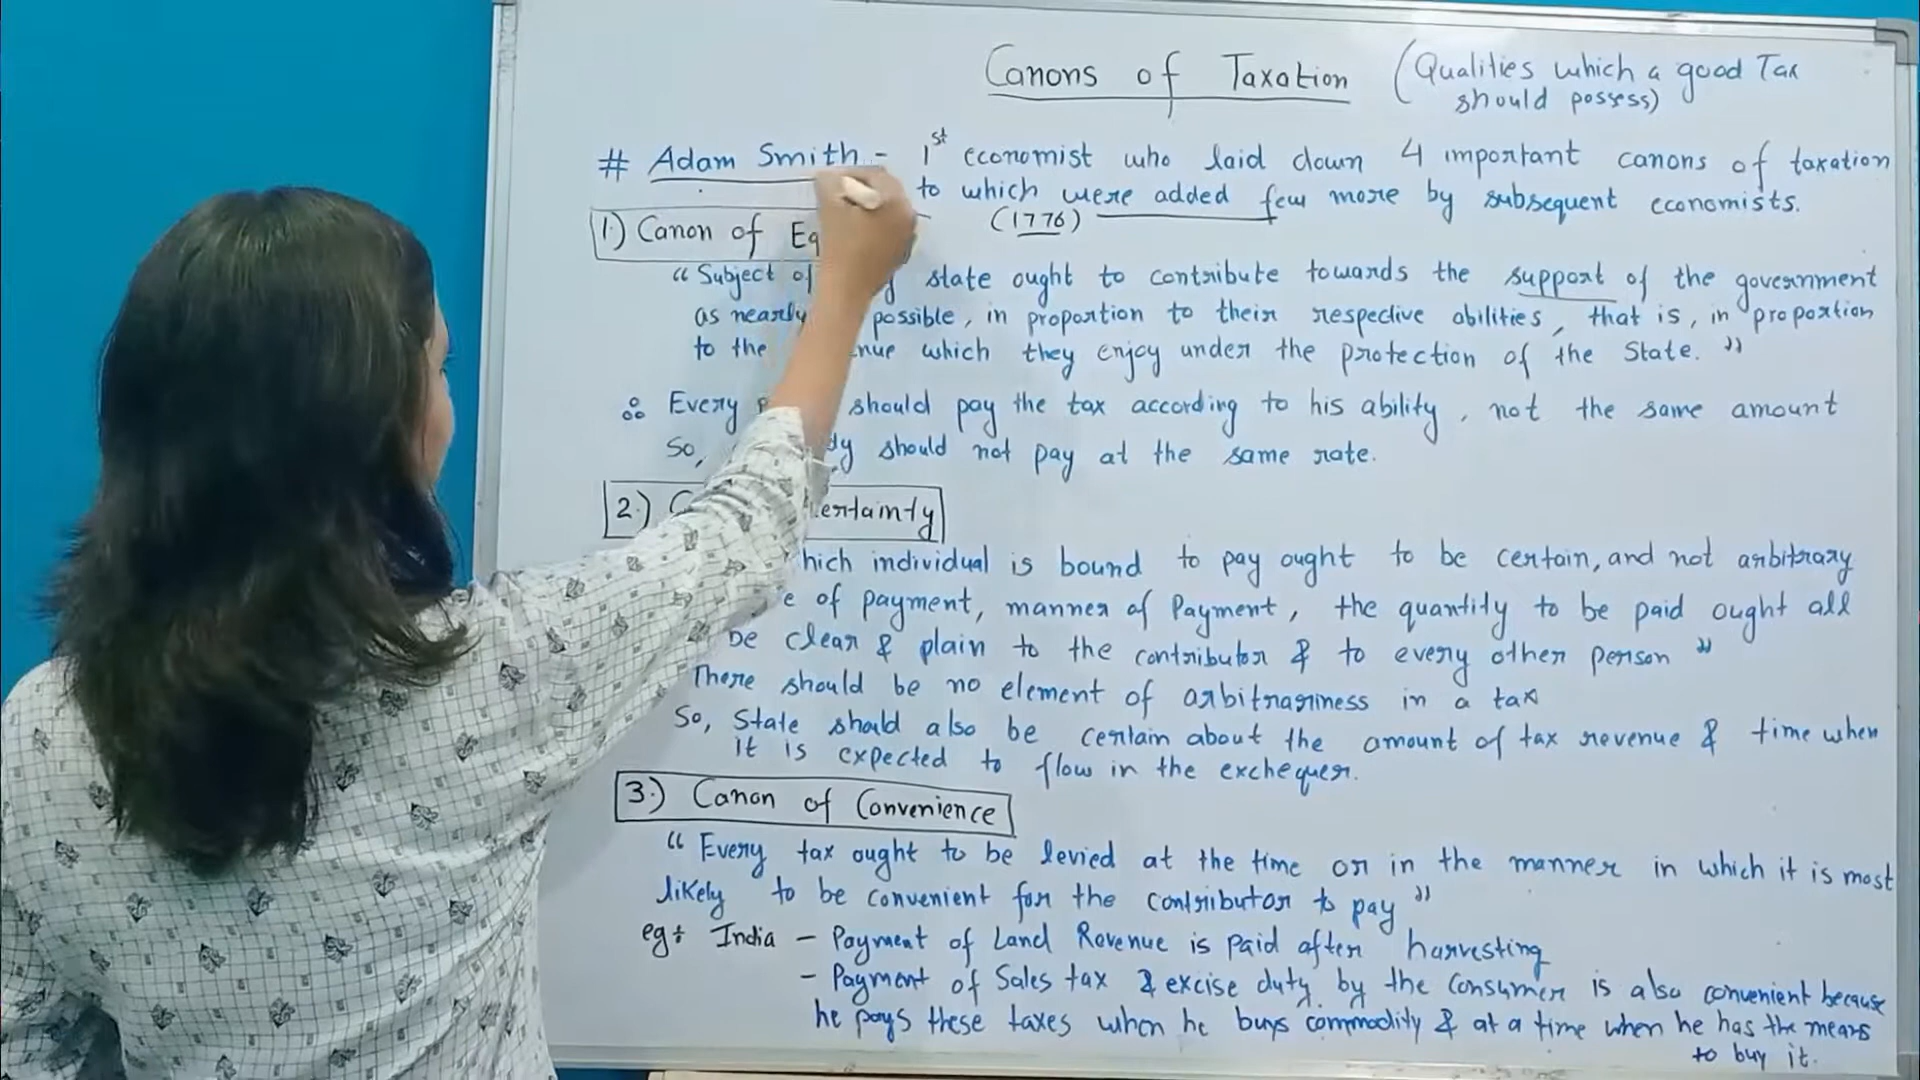 Canons of Taxation (Qualities which a good Tax
should possess)
# Adam Smith - 1st economist who laid down 4 important canons of taxation
to which were added few more by subsequent economists.
(1776)
1.) Canon of Eq
“ Subject of state ought to contribute towards the support of the government
as nearly possible, in proportion to their respective abilities, that is, in proportion
to the nue which they enjoy under the protection of the State. ”
∴ Every should pay the tax according to his ability, not the same amount
So, dy should not pay at the same rate.
2.) C ertainty
hich individual is bound to pay ought to be certain, and not arbitrary
e of payment, manner of Payment, the quantity to be paid ought all
be clear & plain to the contributor & to every other person ”
There should be no element of arbitrariness in a tax
So, State should also be certain about the amount of tax revenue & time when
it is expected to flow in the exchequer.
3.) Canon of Convenience
“ Every tax ought to be levied at the time or in the manner in which it is most
likely to be convenient for the contributor to pay ”
eg: India - Payment of Land Revenue is paid after harvesting
- Payment of Sales tax & excise duty by the consumer is also convenient because
he pays these taxes when he buys commodity & at a time when he has the means
to buy it.